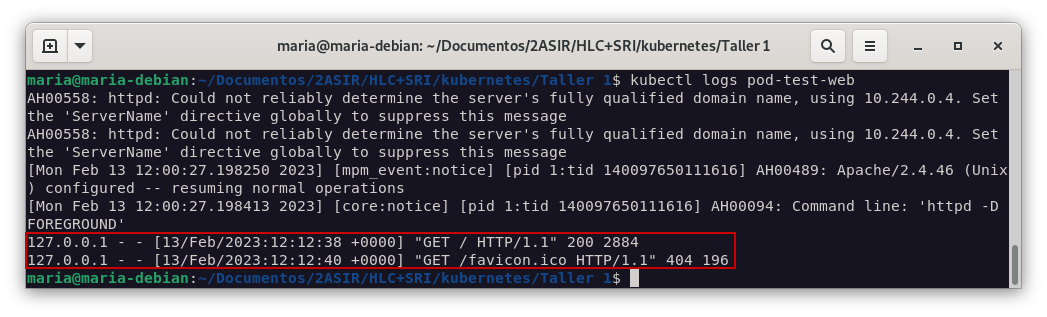 maria@maria-debian: ~/Documentos/2ASIR/HLC+SRI/kubernetes/Taller 1
maria@maria-debian:~/Documentos/2ASIR/HLC+SRI/kubernetes/Taller 1$ kubectl logs pod-test-web
AH00558: httpd: Could not reliably determine the server's fully qualified domain name, using 10.244.0.4. Set
the 'ServerName' directive globally to suppress this message
AH00558: httpd: Could not reliably determine the server's fully qualified domain name, using 10.244.0.4. Set
the 'ServerName' directive globally to suppress this message
[Mon Feb 13 12:00:27.198250 2023] [mpm_event:notice] [pid 1:tid 140097650111616] AH00489: Apache/2.4.46 (Unix
) configured -- resuming normal operations
[Mon Feb 13 12:00:27.198413 2023] [core:notice] [pid 1:tid 140097650111616] AH00094: Command line: 'httpd -D
FOREGROUND'
127.0.0.1 - - [13/Feb/2023:12:12:38 +0000] "GET / HTTP/1.1" 200 2884
127.0.0.1 - - [13/Feb/2023:12:12:40 +0000] "GET /favicon.ico HTTP/1.1" 404 196
maria@maria-debian:~/Documentos/2ASIR/HLC+SRI/kubernetes/Taller 1$